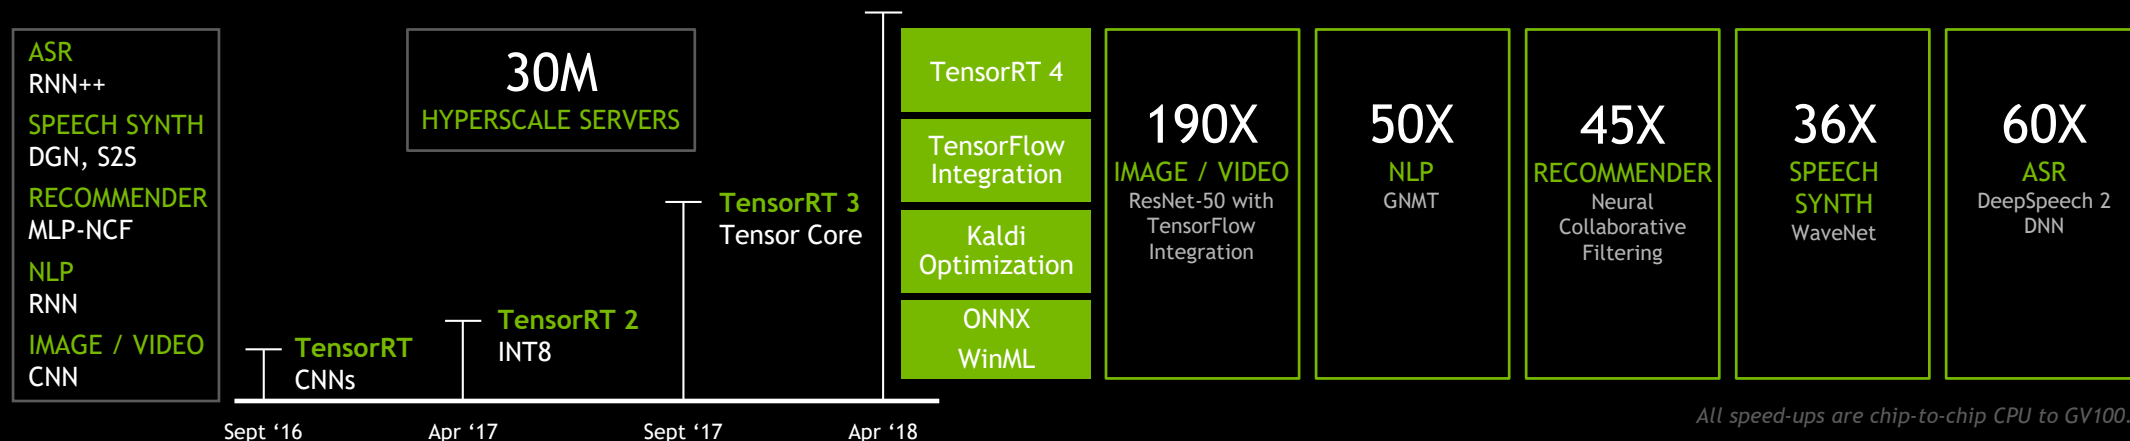 ASR
RNN++
SPEECH SYNTH
DGN, S2S
RECOMMENDER
MLP-NCF
NLP
RNN
IMAGE / VIDEO
CNN
30M
HYPERSCALE SERVERS
TensorRT
CNNs
TensorRT 2
INT8
TensorRT 3
Tensor Core
Sept ‘16
Apr ‘17
Sept ‘17
Apr ‘18
TensorRT 4
TensorFlow
Integration
Kaldi
Optimization
ONNX
WinML
190X
IMAGE / VIDEO
ResNet-50 with
TensorFlow
Integration
50X
NLP
GNMT
45X
RECOMMENDER
Neural
Collaborative
Filtering
36X
SPEECH
SYNTH
WaveNet
60X
ASR
DeepSpeech 2
DNN
All speed-ups are chip-to-chip CPU to GV100.